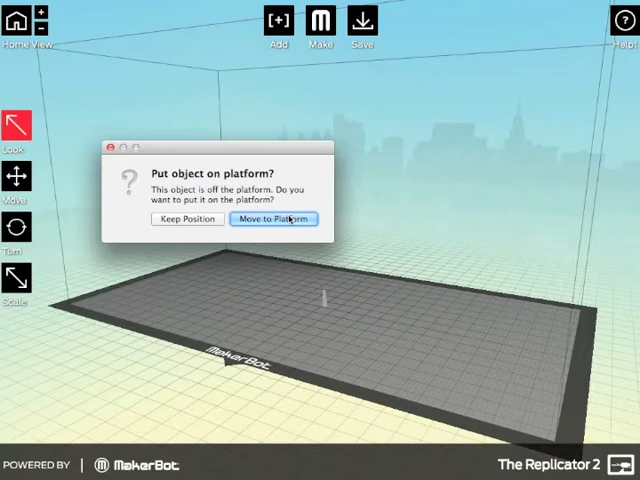 Home View
Add
Make
Save
Help!
Look
Move
Turn
Scale
Put object on platform?
This object is off the platform. Do you
want to put it on the platform?
Keep Position
Move to Platform
MakerBot
POWERED BY | MakerBot
The Replicator 2